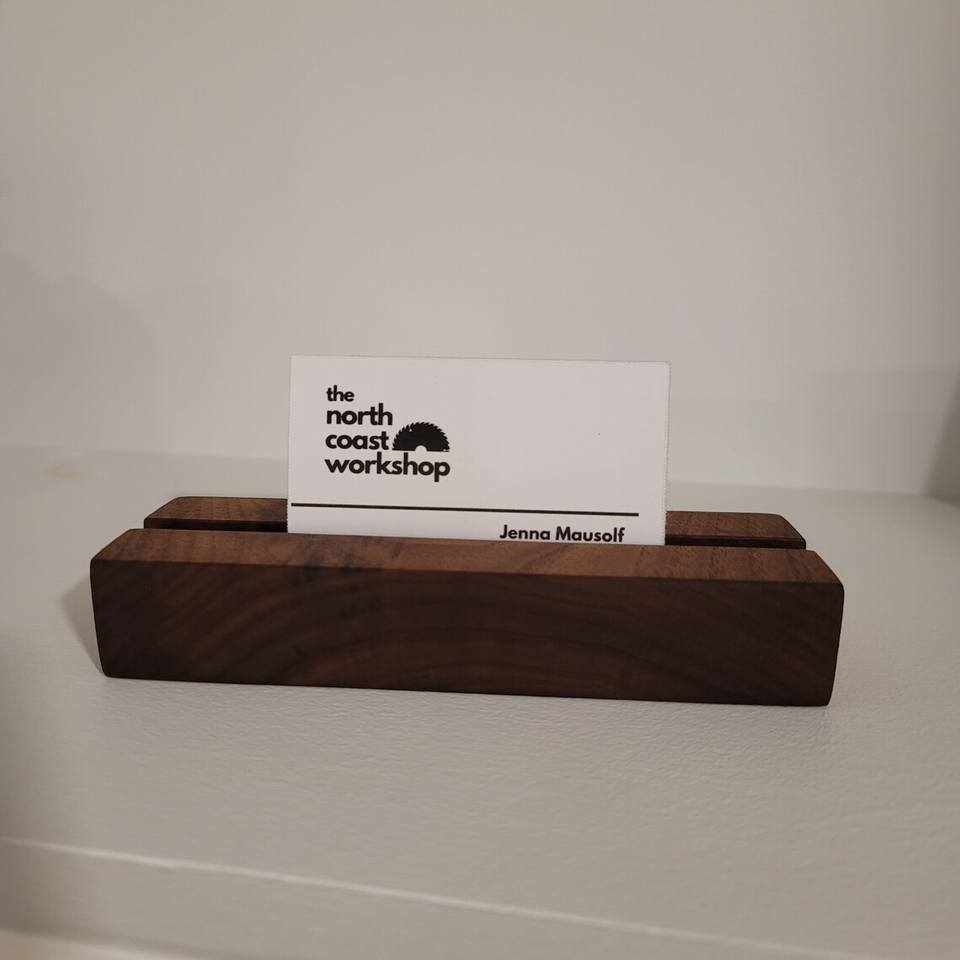 the
north
coast
workshop
Jenna Mausolf